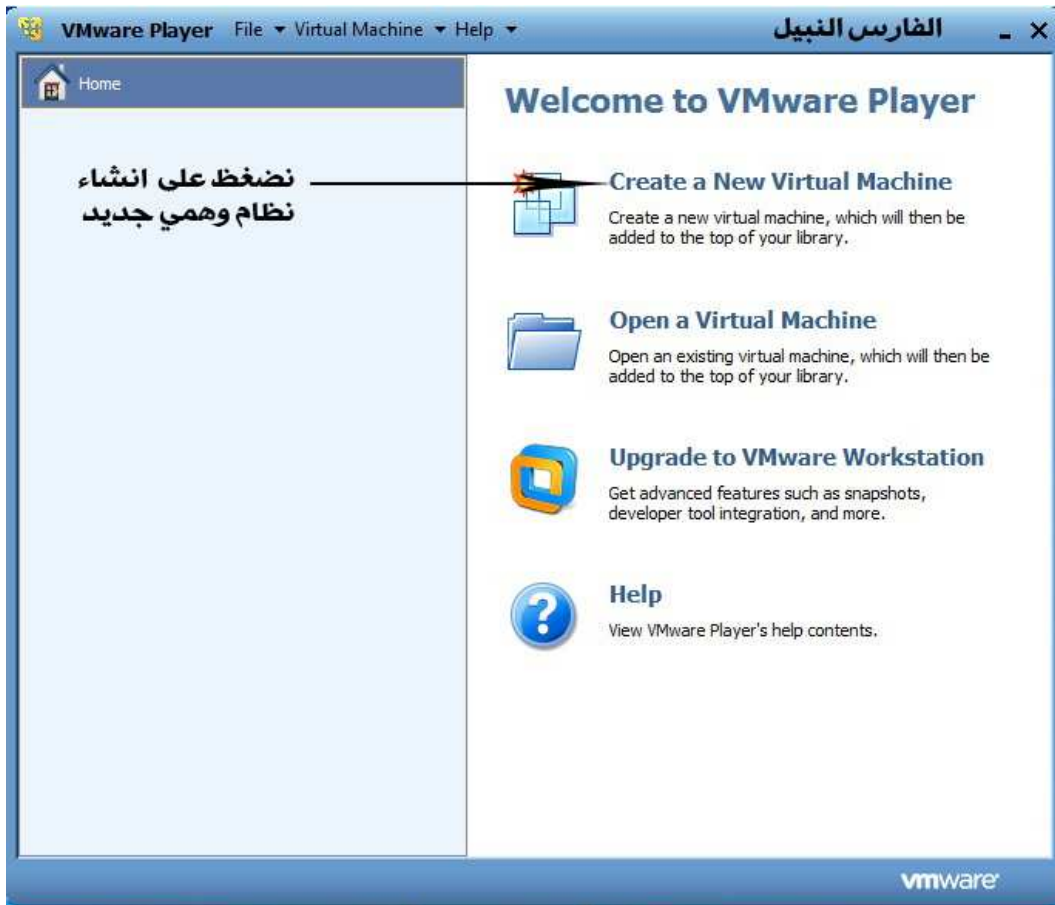 VMware Player File Virtual Machine Help الفارس النبيل
Home
Welcome to VMware Player
نضغظ على انشاء
نظام وهمي جديد
Create a New Virtual Machine
Create a new virtual machine, which will then be
added to the top of your library.
Open a Virtual Machine
Open an existing virtual machine, which will then be
added to the top of your library.
Upgrade to VMware Workstation
Get advanced features such as snapshots,
developer tool integration, and more.
Help
View VMware Player's help contents.
vmware